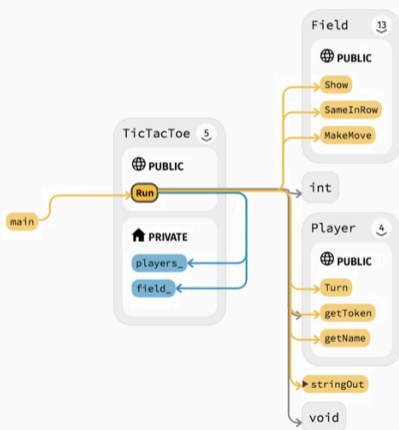 Field 13
PUBLIC
Show
SameInRow
MakeMove
TicTacToe 5
PUBLIC
Run
int
main
PRIVATE
players_
field_
Player 4
PUBLIC
Turn
getToken
getName
stringOut
void